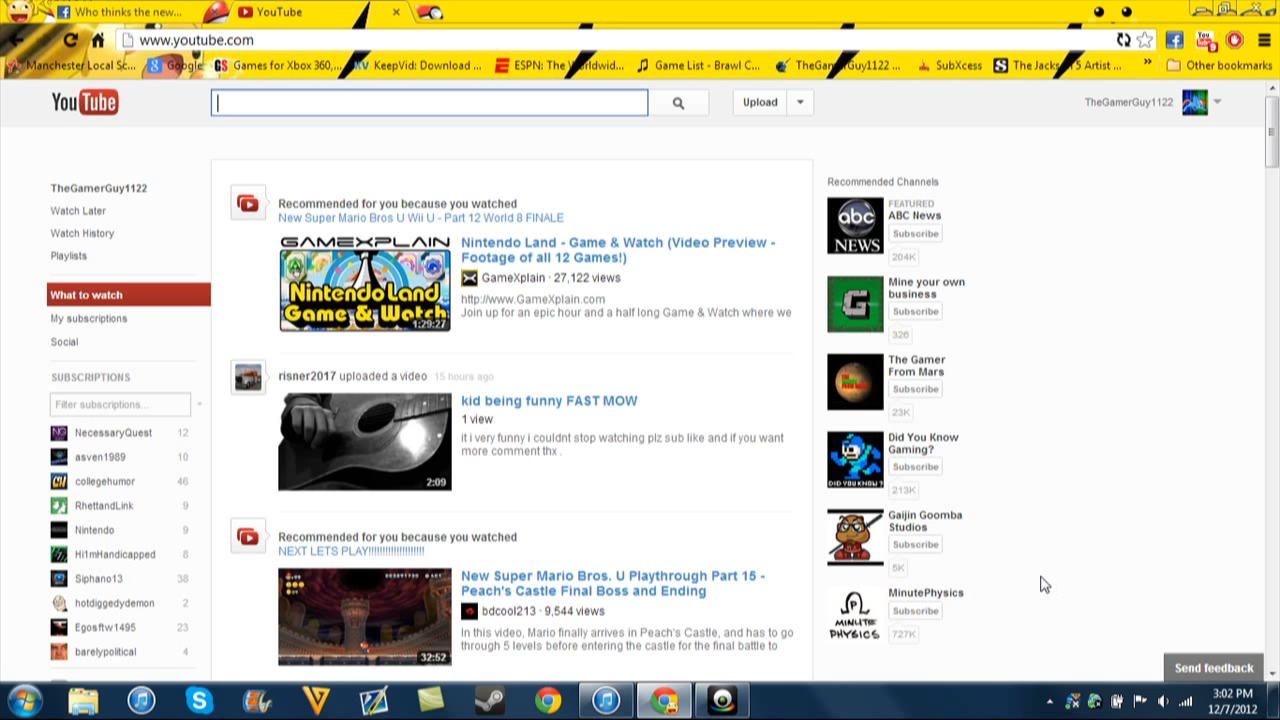 Who thinks the new...
YouTube
www.youtube.com
Manchester Local Sc...
Google
Games for Xbox 360,...
KeepVid: Download ...
ESPN: The Worldwid...
Game List - Brawl C...
TheGamerGuy1122 ...
SubXcess
The Jackson 5 Artist ...
Other bookmarks
YouTube
Upload
TheGamerGuy1122
TheGamerGuy1122
Watch Later
Watch History
Playlists
What to watch
My subscriptions
Social
SUBSCRIPTIONS
Filter subscriptions...
NecessaryQuest 12
asven1989 10
collegehumor 46
RhettandLink 9
Nintendo 9
Hi1mHandicapped 8
Siphano13 38
hotdiggedydemon 2
Egosftw1495 23
barelypolitical 4
Recommended for you because you watched
New Super Mario Bros U Wii U - Part 12 World 8 FINALE
GAMEXPLAIN
Nintendo Land
Game & Watch
1:29:27
Nintendo Land - Game & Watch (Video Preview -
Footage of all 12 Games!)
GameXplain · 27,122 views
http://www.GameXplain.com
Join up for an epic hour and a half long Game & Watch where we
risner2017 uploaded a video 15 hours ago
2:09
kid being funny FAST MOW
1 view
it i very funny i couldnt stop watching plz sub like and if you want
more comment thx .
Recommended for you because you watched
NEXT LETS PLAY!!!!!!!!!!!!!!!!!!!!
32:52
New Super Mario Bros. U Playthrough Part 15 -
Peach's Castle Final Boss and Ending
bdcool213 · 9,544 views
In this video, Mario finally arrives in Peach's Castle, and has to go
through 5 levels before entering the castle for the final battle to
Recommended Channels
abc
NEWS
FEATURED
ABC News
Subscribe
204K
G
Mine your own
business
Subscribe
326
The Gamer
From Mars
Subscribe
23K
DID YOU KNOW?
Did You Know
Gaming?
Subscribe
213K
Gaijin Goomba
Studios
Subscribe
5K
MINUTE
PHYSICS
MinutePhysics
Subscribe
727K
Send feedback
3:02 PM
12/7/2012